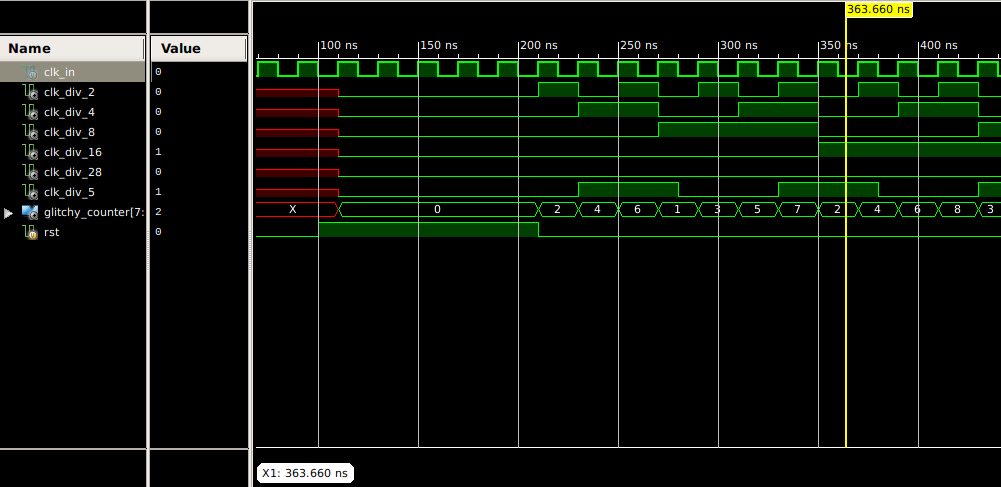 363.660 ns
Name Value
100 ns 150 ns 200 ns 250 ns 300 ns 350 ns 400 ns
clk_in 0
clk_div_2 0
clk_div_4 0
clk_div_8 0
clk_div_16 1
clk_div_28 0
clk_div_5 1
glitchy_counter[7: 2 X 0 2 4 6 1 3 5 7 2 4 6 8 3
rst 0
X1: 363.660 ns